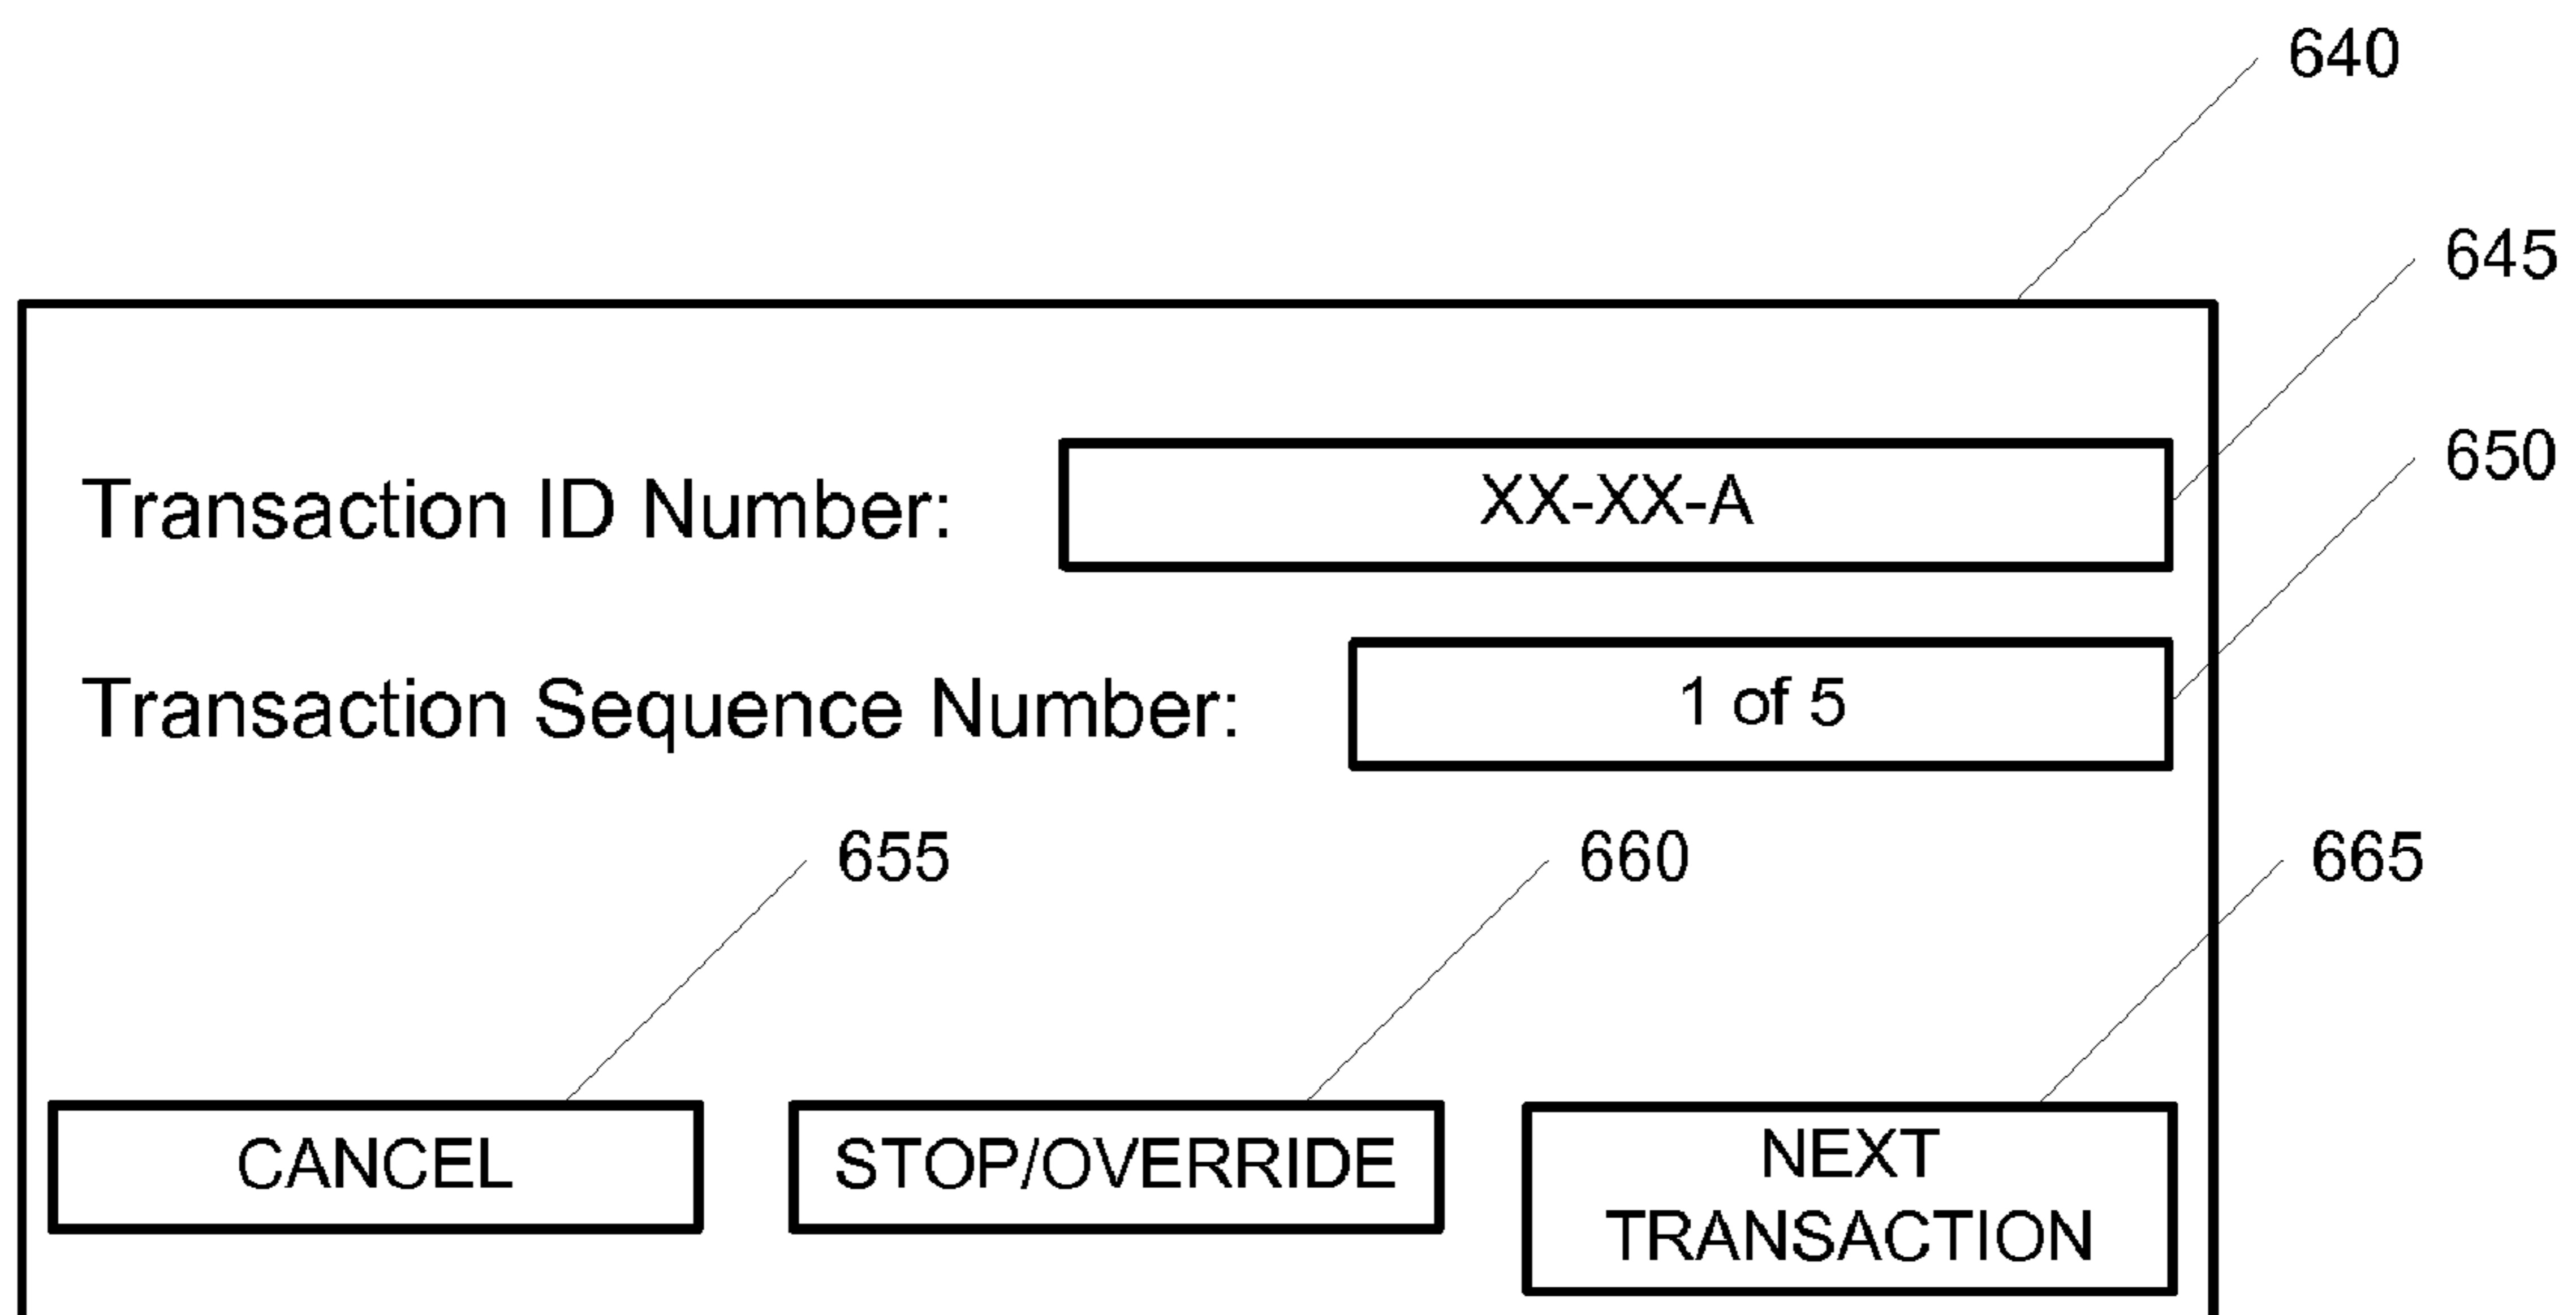 640
645
Transaction ID Number: XX-XX-A
650
Transaction Sequence Number: 1 of 5
655 660 665
CANCEL STOP/OVERRIDE NEXT
TRANSACTION